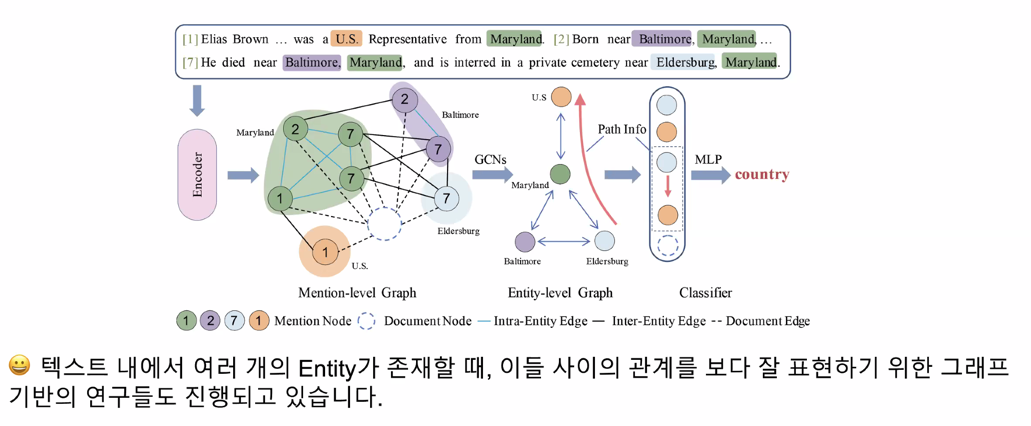 [1] Elias Brown ... was a U.S. Representative from Maryland. [2] Born near Baltimore, Maryland, ...
[7] He died near Baltimore, Maryland, and is interred in a private cemetery near Eldersburg, Maryland.
Encoder
Maryland
2
7
7
1
2
7
Baltimore
7
Eldersburg
1
U.S.
Mention-level Graph
GCNs
U.S
Maryland
Baltimore
Eldersburg
Entity-level Graph
Path Info
Classifier
MLP
country
1 2 7 1 Mention Node Document Node Intra-Entity Edge Inter-Entity Edge Document Edge
😀 텍스트 내에서 여러 개의 Entity가 존재할 때, 이들 사이의 관계를 보다 잘 표현하기 위한 그래프
기반의 연구들도 진행되고 있습니다.